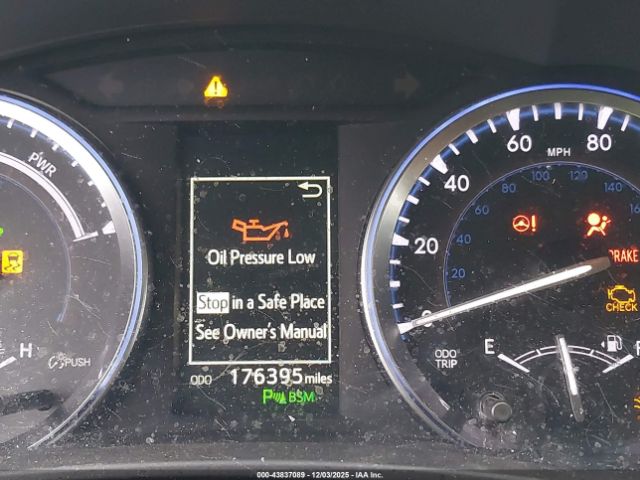 PWR
H
PUSH
Oil Pressure Low
Stop in a Safe Place
See Owner's Manual
ODO 176395 miles
P BSM
MPH
0
20
40
60
80
20
40
60
80
100
120
140
BRAKE
CHECK
ODO
TRIP
E
F
000-43837089 | 12/03/2025 | © IAA Inc.